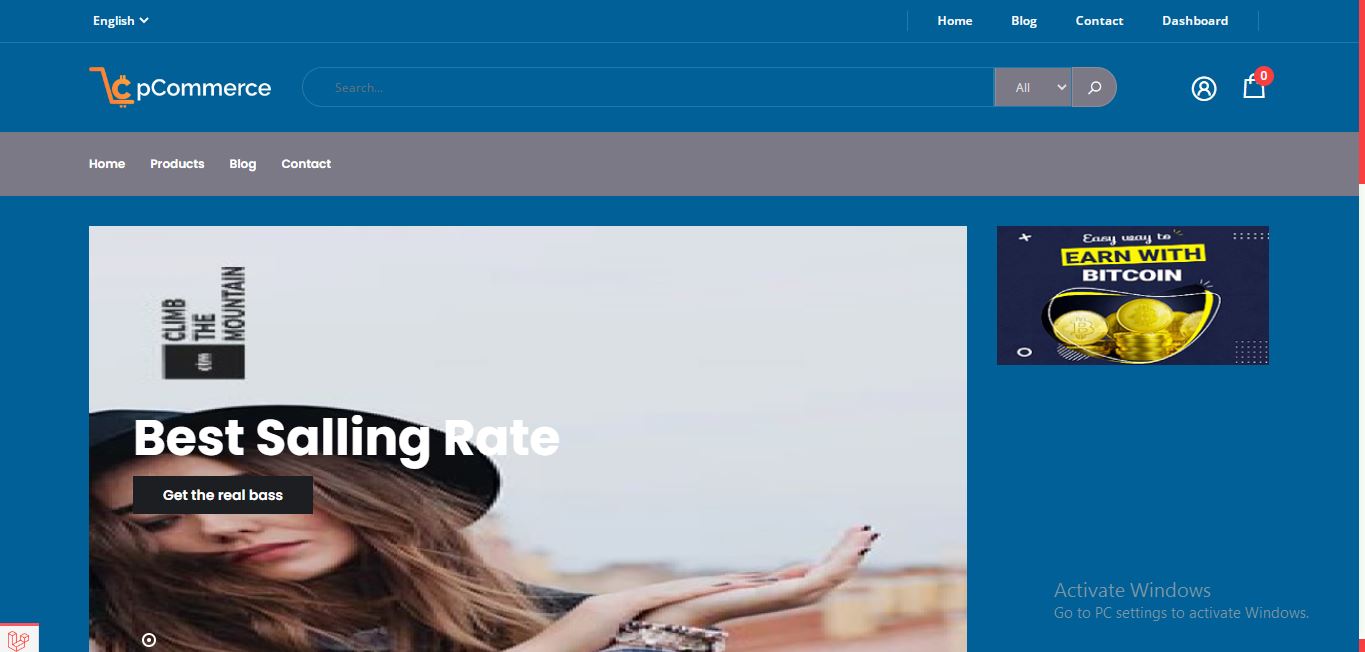 English
Home Blog Contact Dashboard
pCommerce
Search...
All
0
Home Products Blog Contact
CLIMB
THE
MOUNTAIN
Best Salling Rate
Get the real bass
Easy way to
EARN WITH
BITCOIN
Activate Windows
Go to PC settings to activate Windows.